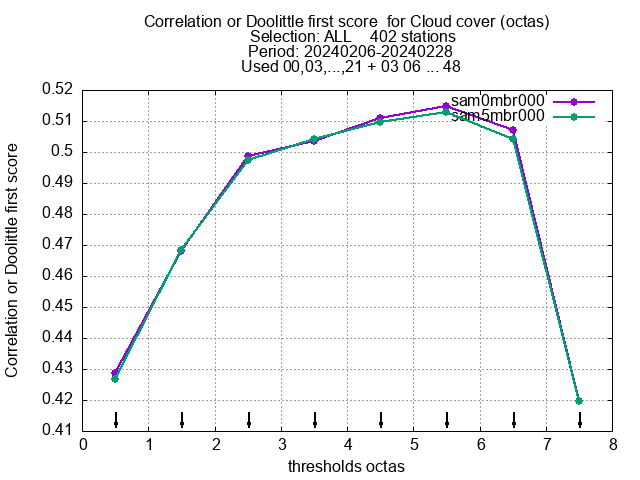 Correlation or Doolittle first score  for Cloud cover (octas)
Selection: ALL    402 stations
Period: 20240206-20240228
Used 00,03,...,21 + 03 06 ... 48
sam0mbr000
sam5mbr000
Correlation or Doolittle first score
0.52
0.51
0.5
0.49
0.48
0.47
0.46
0.45
0.44
0.43
0.42
0.41
0 1 2 3 4 5 6 7 8
thresholds octas